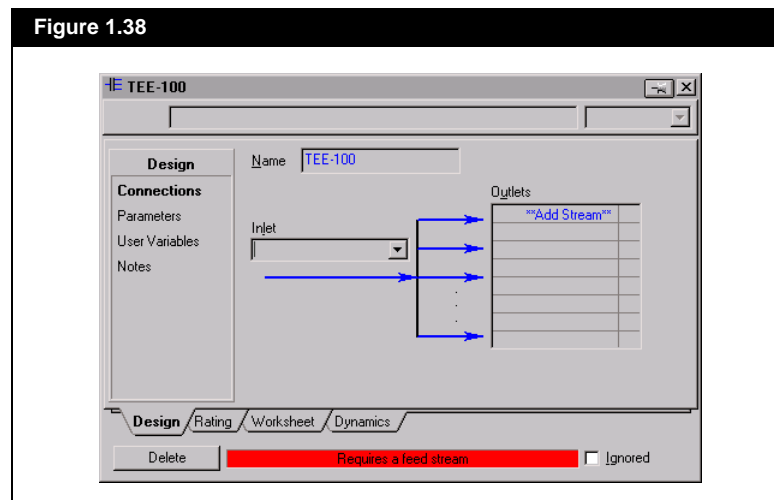 Figure 1.38
TEE-100
Design
Connections
Parameters
User Variables
Notes
Name TEE-100
Inlet
Outlets
**Add Stream**
Design Rating Worksheet Dynamics
Delete Requires a feed stream Ignored